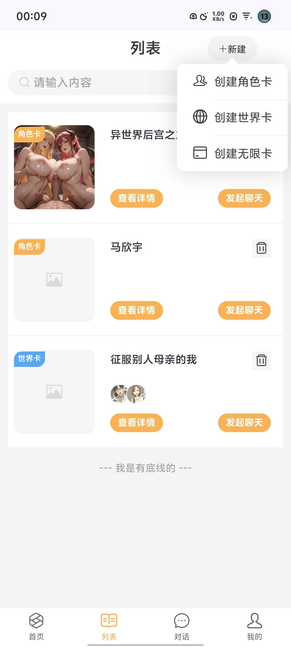 00:09
1.00
KB/s
13
列表
+新建
请输入内容
创建角色卡
创建世界卡
创建无限卡
角色卡
异世界后宫之
查看详情
发起聊天
角色卡
马欣宇
查看详情
发起聊天
世界卡
征服别人母亲的我
查看详情
发起聊天
--- 我是有底线的 ---
首页
列表
对话
我的